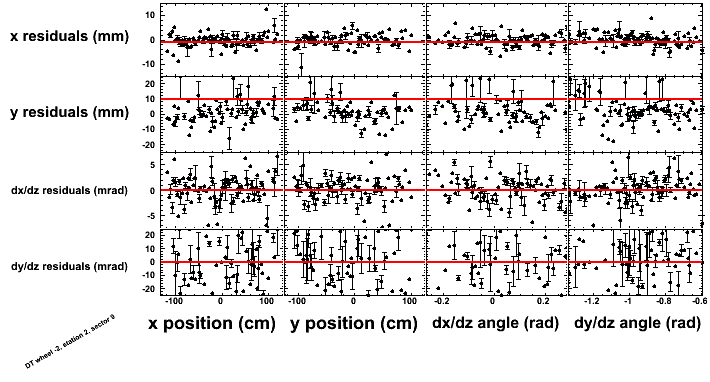 x residuals (mm)
10
0
-10
y residuals (mm)
20
10
0
-10
-20
dx/dz residuals (mrad)
5
0
-5
dy/dz residuals (mrad)
20
10
0
-10
-20
-100 0 100 -100 0 100 -0.2 0 0.2 -1.2 -1 -0.8 -0.6
x position (cm) y position (cm) dx/dz angle (rad) dy/dz angle (rad)
DT wheel -2, station 2, sector 9